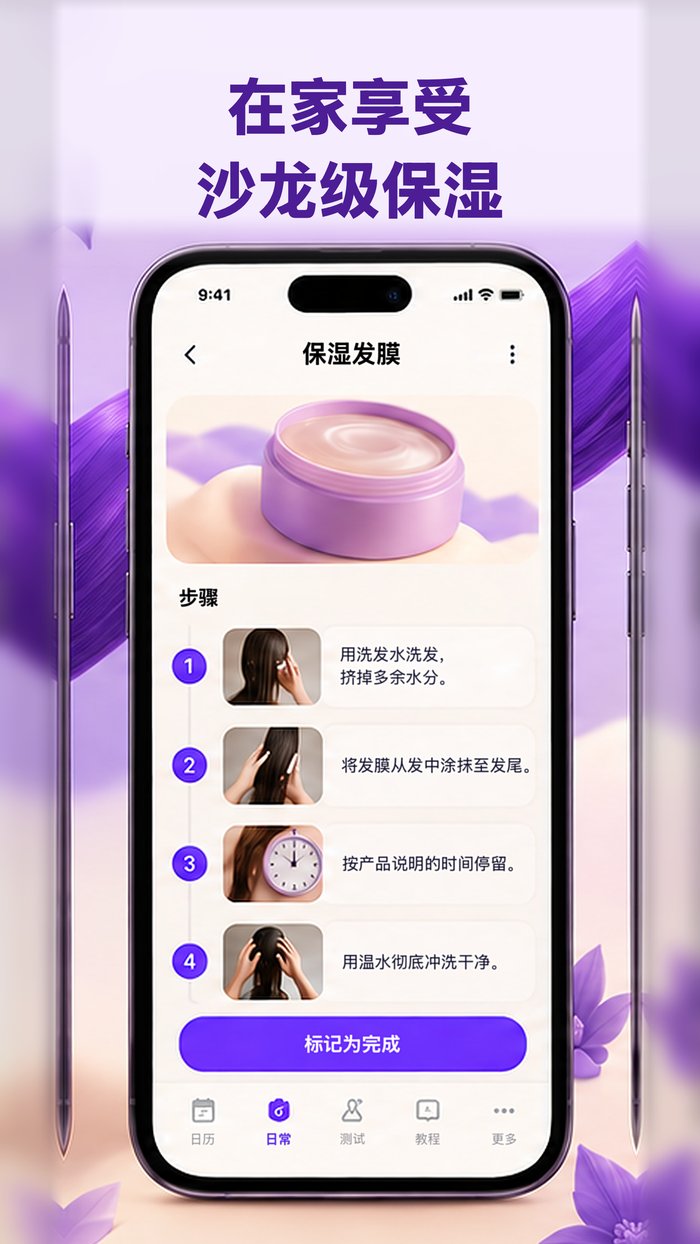 在家享受
沙龙级保湿
9:41
保湿发膜
步骤
1
用洗发水洗发，
挤掉多余水分。
2
将发膜从发中涂抹至发尾。
3
按产品说明的时间停留。
4
用温水彻底冲洗干净。
标记为完成
日历
日常
测试
教程
更多